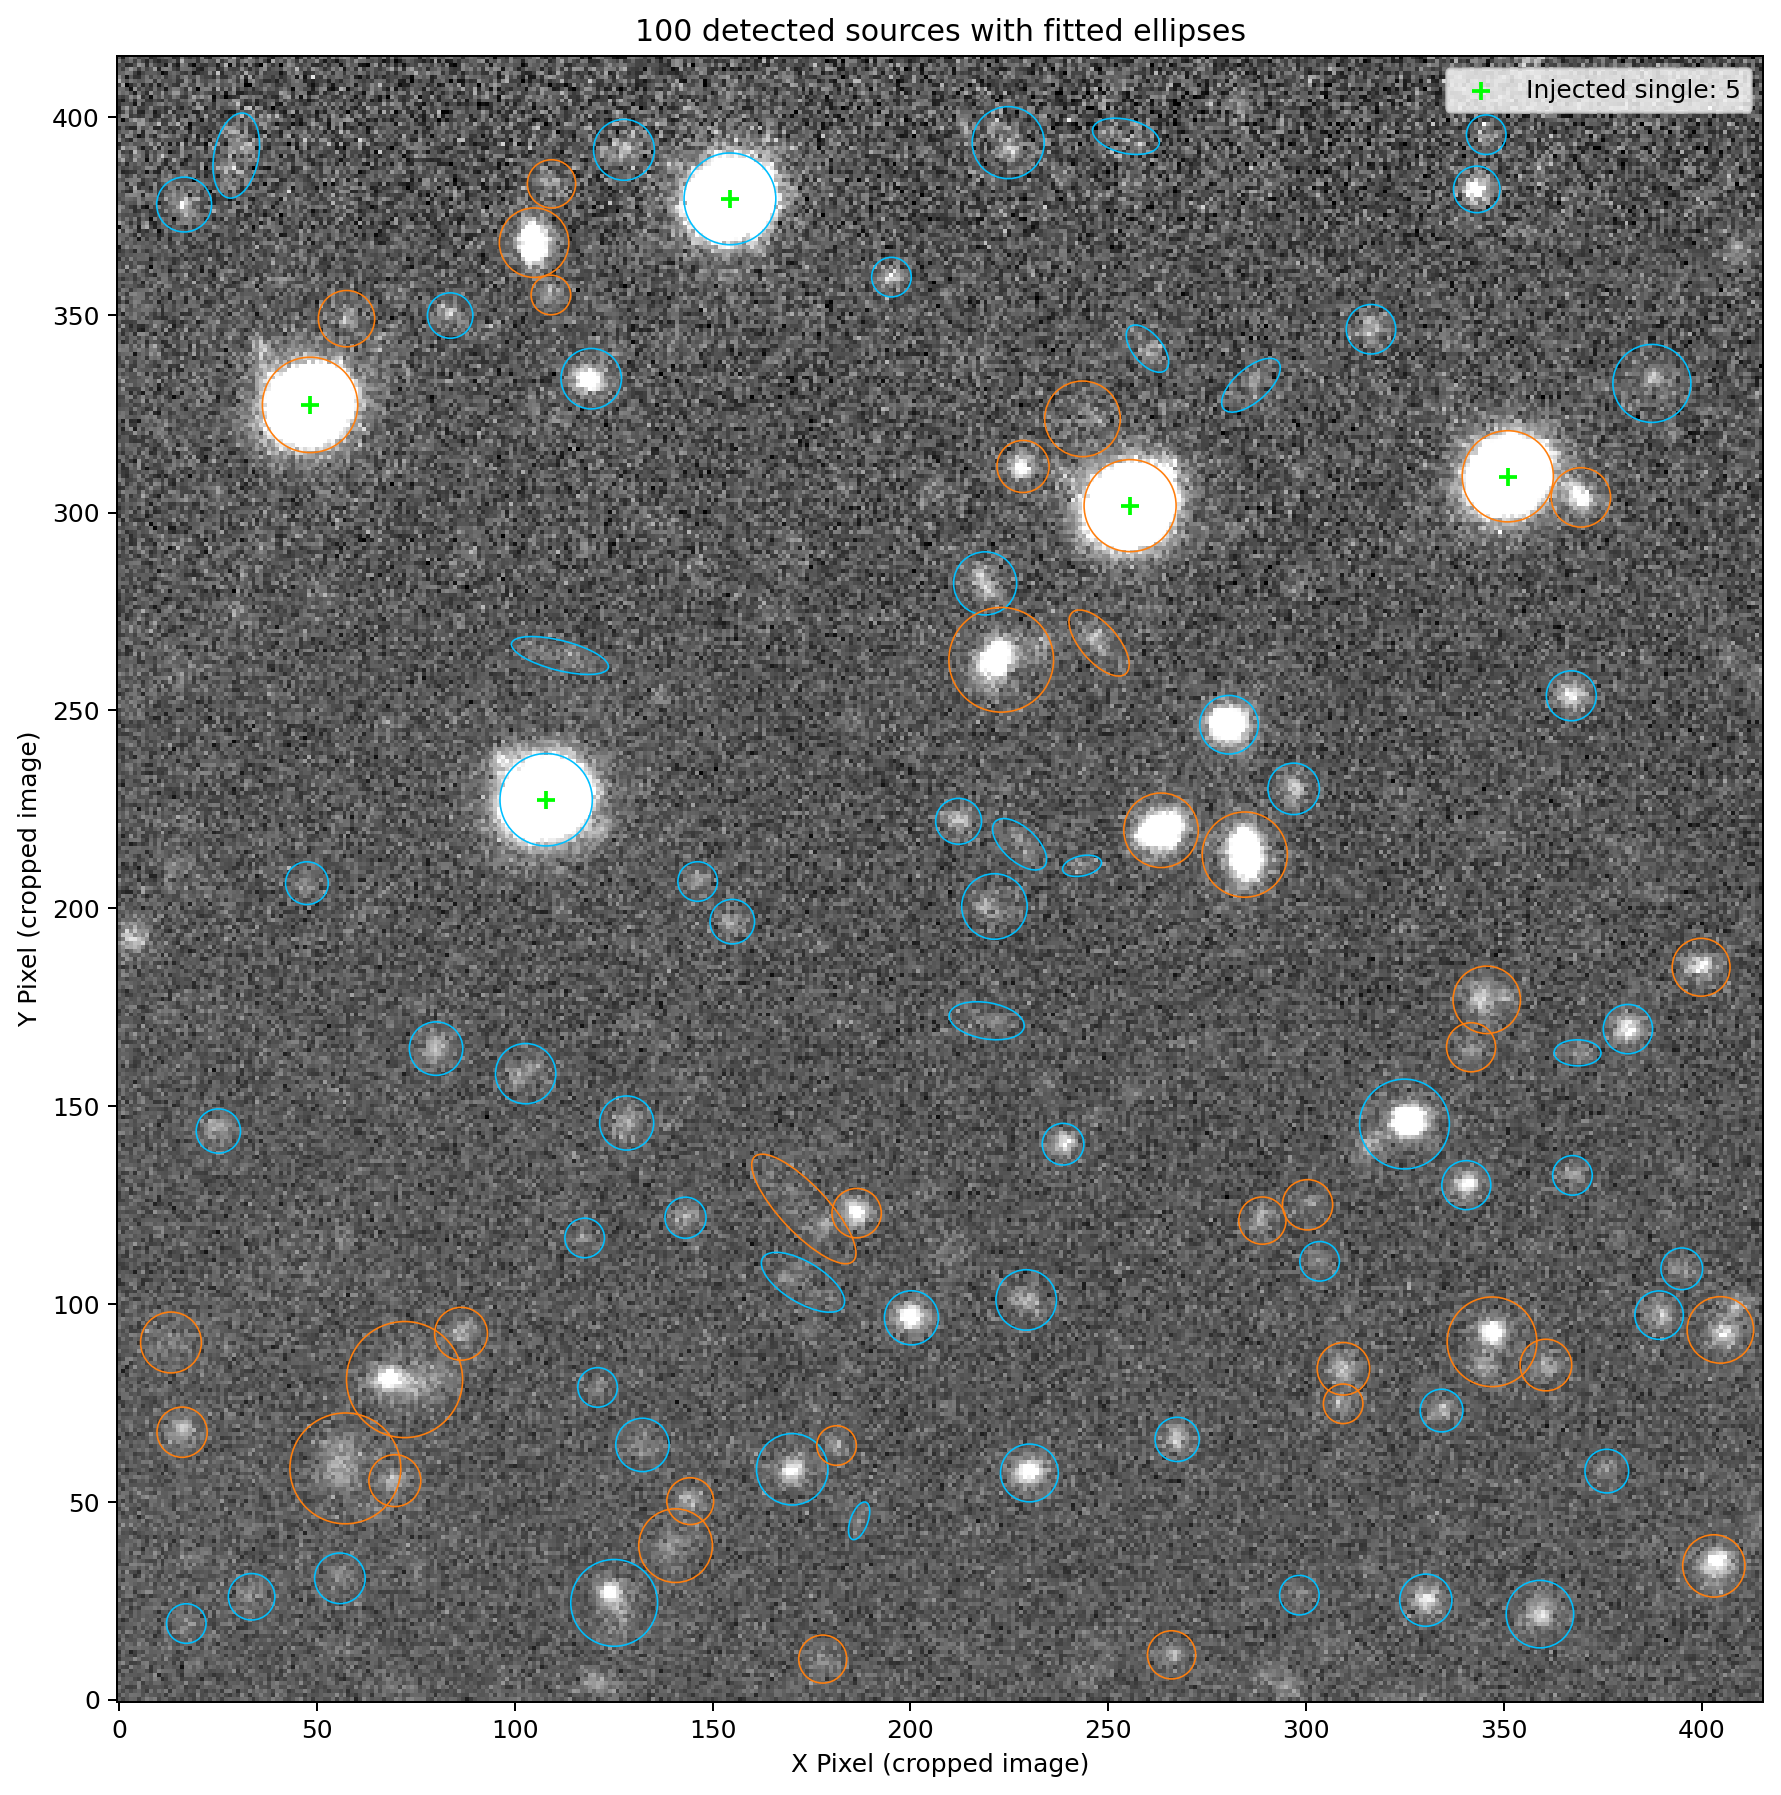 100 detected sources with fitted ellipses
Injected single: 5
400
350
300
250
200
150
100
50
0
Y Pixel (cropped image)
0 50 100 150 200 250 300 350 400
X Pixel (cropped image)